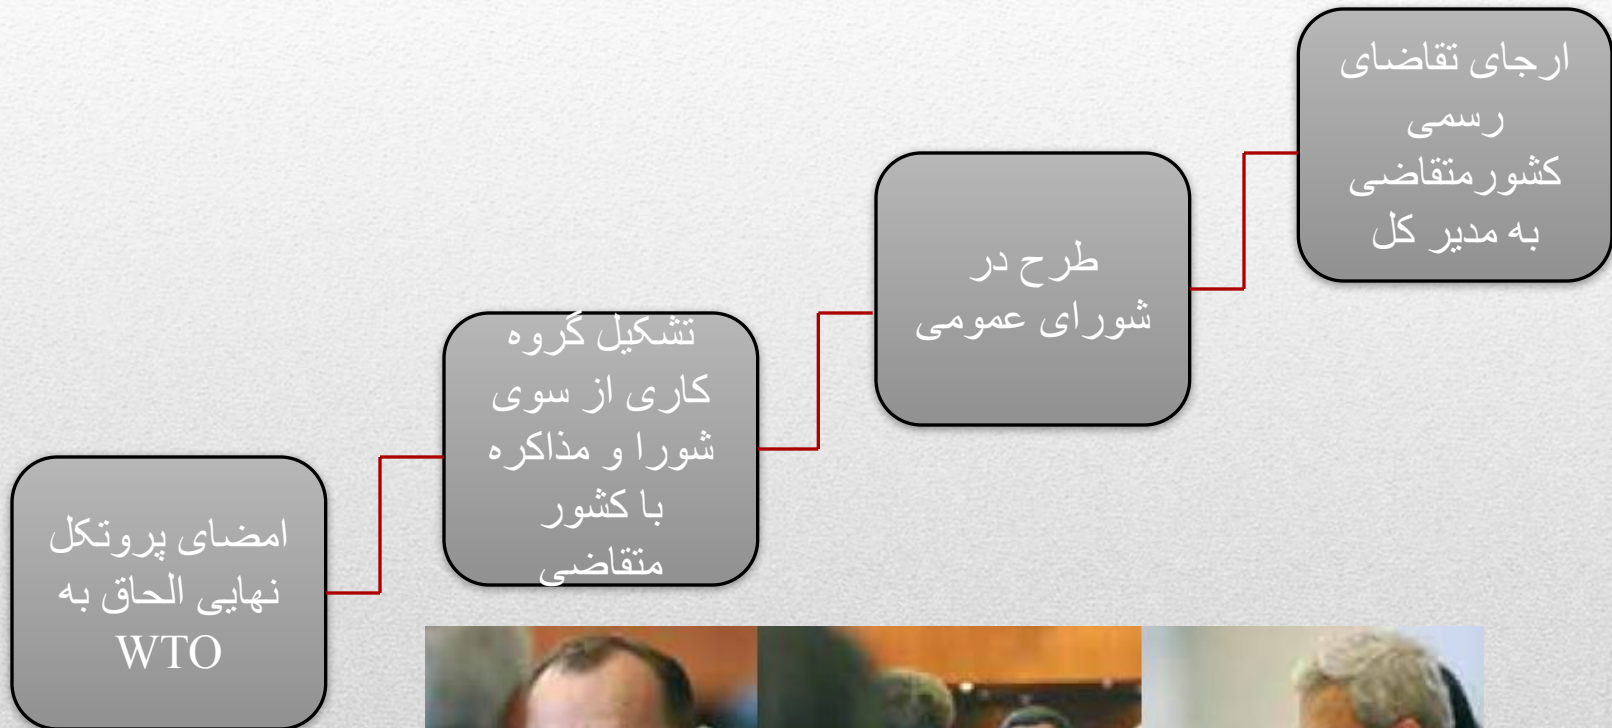 ارجای تقاضای
رسمی
کشورمتقاضی
به مدیر کل
طرح در
شورای عمومی
تشکیل گروه
کاری از سوی
شورا و مذاکره
با کشور
متقاضی
امضای پروتکل
نهایی الحاق به
WTO